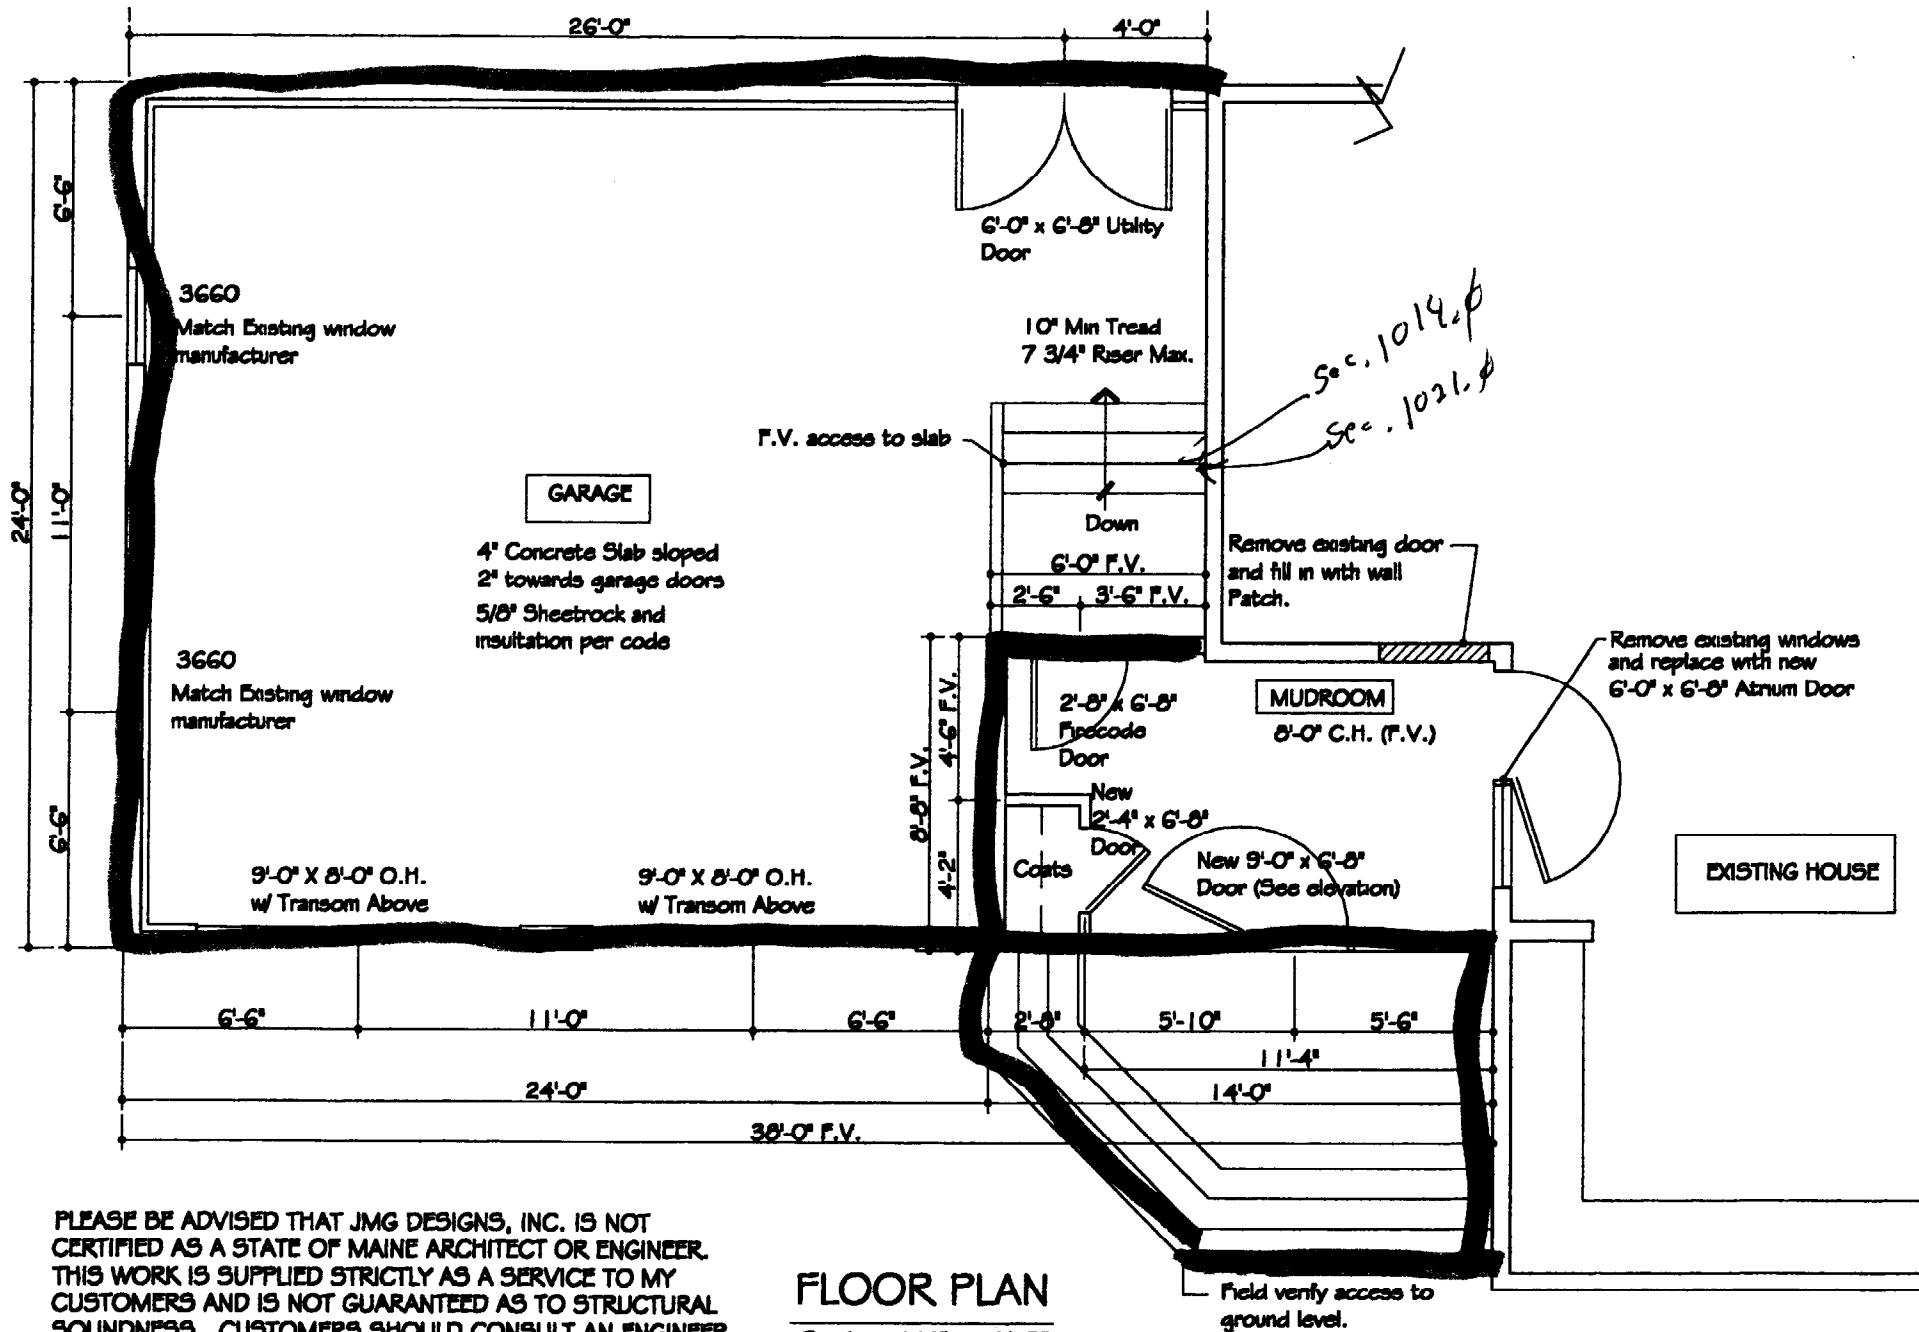 26'-0"
4'-0"
6'-0" x 6'-8" Utility
Door
6'-6"
3660
Match Existing window
manufacturer
10" Min Tread
7 3/4" Riser Max.
Sec. 1014.0
Sec. 1021.0
F.V. access to slab
GARAGE
24'-0"
11'-0"
Down
4" Concrete Slab sloped
2" towards garage doors
5/8" Sheetrock and
insultation per code
6'-0" F.V.
2'-6"
3'-6" F.V.
Remove existing door
and fill in with wall
Patch.
Remove existing windows
and replace with new
6'-0" x 6'-8" Atrium Door
3660
Match Existing window
manufacturer
MUDROOM
8'-0" C.H. (F.V.)
2'-8" x 6'-8"
Firecode
Door
4'-6" F.V.
8'-8" F.V.
New
2'-4" x 6'-8"
Door
6'-6"
4'-2"
Coats
New 9'-0" x 6'-8"
Door (See elevation)
EXISTING HOUSE
9'-0" X 8'-0" O.H.
w/ Transom Above
9'-0" X 8'-0" O.H.
w/ Transom Above
6'-6"
11'-0"
6'-6"
2'-8"
5'-10"
5'-6"
11'-4"
24'-0"
14'-0"
38'-0" F.V.
PLEASE BE ADVISED THAT JMG DESIGNS, INC. IS NOT
CERTIFIED AS A STATE OF MAINE ARCHITECT OR ENGINEER.
THIS WORK IS SUPPLIED STRICTLY AS A SERVICE TO MY
CUSTOMERS AND IS NOT GUARANTEED AS TO STRUCTURAL
SOUNDNESS. CUSTOMERS SHOULD CONSULT AN ENGINEER
FLOOR PLAN
Field verify access to
ground level.